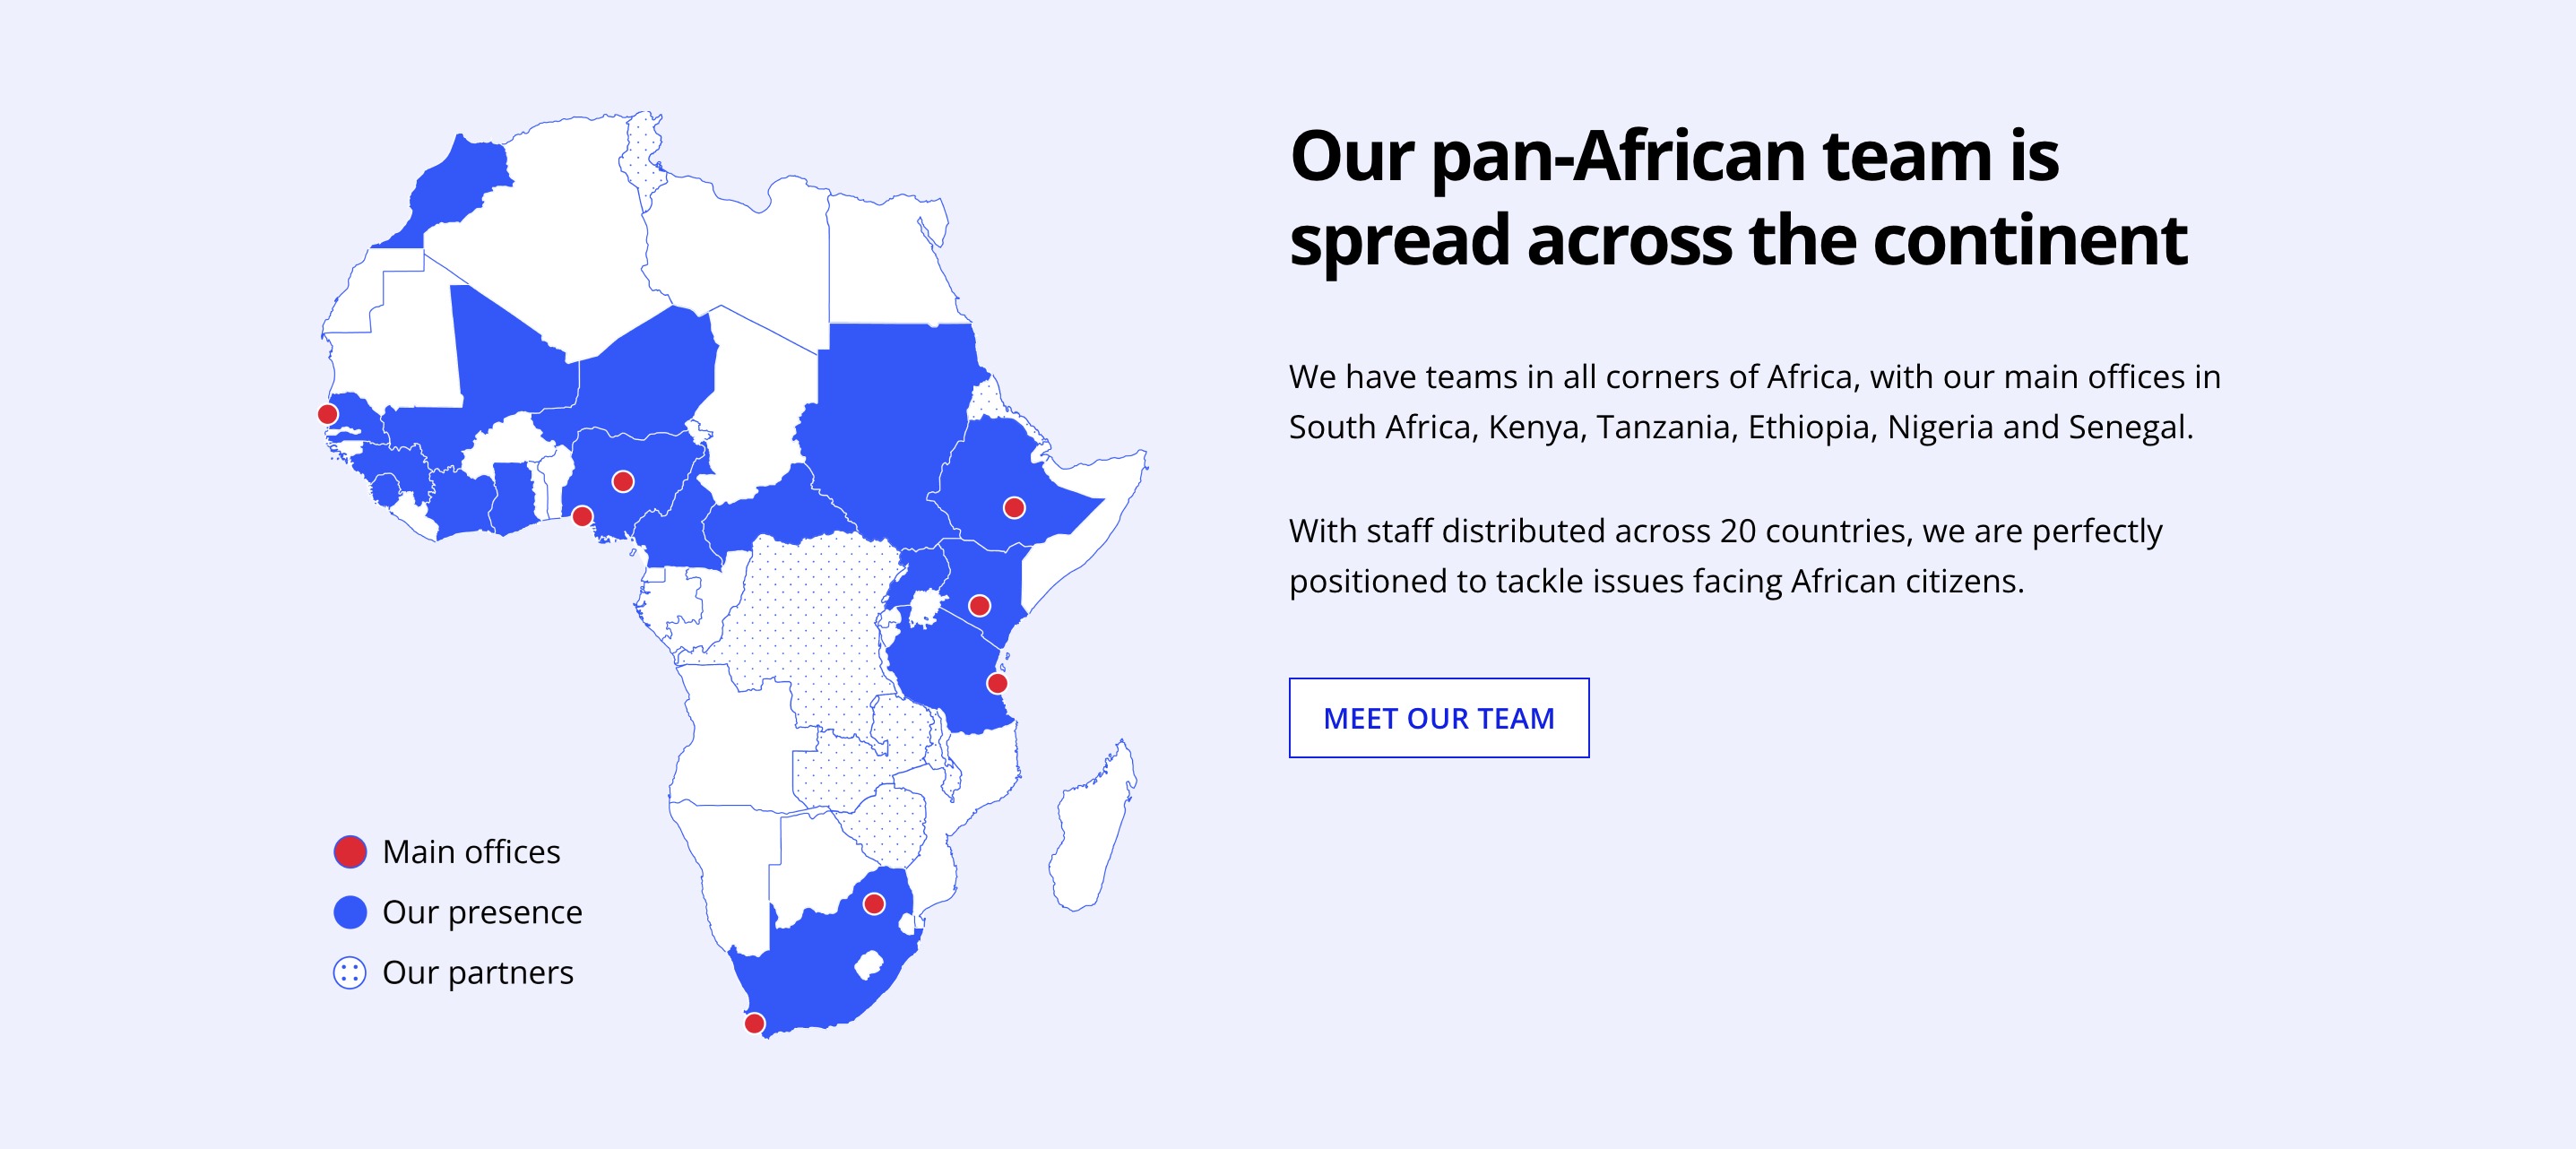 Our pan-African team is
spread across the continent
We have teams in all corners of Africa, with our main offices in
South Africa, Kenya, Tanzania, Ethiopia, Nigeria and Senegal.
With staff distributed across 20 countries, we are perfectly
positioned to tackle issues facing African citizens.
MEET OUR TEAM
Main offices
Our presence
Our partners